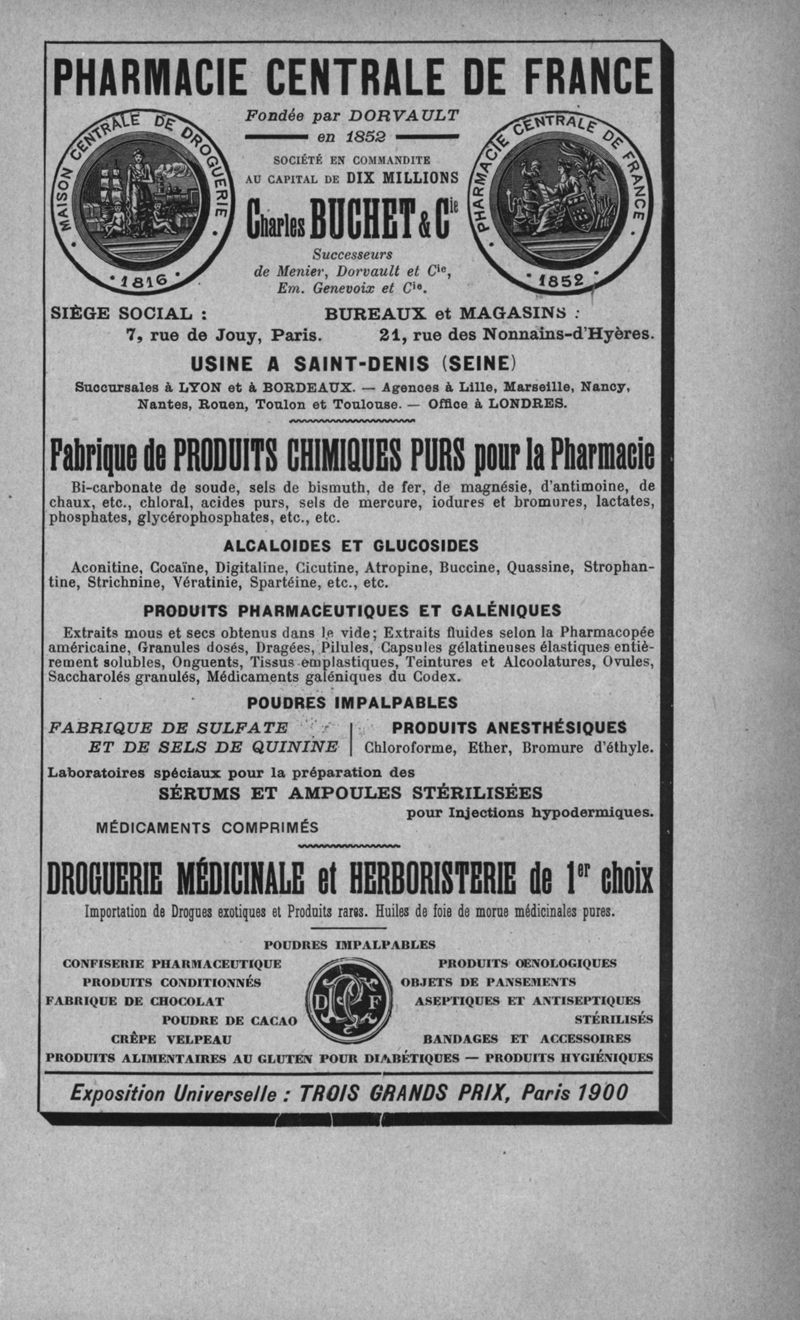 PHARMACIE CENTRALE DE FRANCE
Fondée par DORVAULT
en 1852
SOCIÉTÉ EN COMMANDITE
AU CAPITAL DE DIX MILLIONS
Charles BUCHET & Cie
Successeurs
de Menier, Dorvault et Cie,
Em. Genevoix et Cie.
MAISON CENTRALE DE DROGUERIE
1816
PHARMACIE CENTRALE DE FRANCE
1852
SIÈGE SOCIAL :
7, rue de Jouy, Paris.
BUREAUX et MAGASINS :
21, rue des Nonnains-d'Hyères.
USINE A SAINT-DENIS (SEINE)
Succursales à LYON et à BORDEAUX. — Agences à Lille, Marseille, Nancy,
Nantes, Rouen, Toulon et Toulouse. — Office à LONDRES.
Fabrique de PRODUITS CHIMIQUES PURS pour la Pharmacie
Bi-carbonate de soude, sels de bismuth, de fer, de magnésie, d'antimoine, de
chaux, etc., chloral, acides purs, sels de mercure, iodures et bromures, lactates,
phosphates, glycérophosphates, etc., etc.
ALCALOIDES ET GLUCOSIDES
Aconitine, Cocaïne, Digitaline, Cicutine, Atropine, Buccine, Quassine, Strophan-
tine, Strichnine, Vératinie, Spartéine, etc., etc.
PRODUITS PHARMACEUTIQUES ET GALÉNIQUES
Extraits mous et secs obtenus dans le vide; Extraits fluides selon la Pharmacopée
américaine, Granules dosés, Dragées, Pilules, Capsules gélatineuses élastiques entiè-
rement solubles, Onguents, Tissus emplastiques, Teintures et Alcoolatures, Ovules,
Saccharolés granulés, Médicaments galéniques du Codex.
POUDRES IMPALPABLES
FABRIQUE DE SULFATE
ET DE SELS DE QUININE
PRODUITS ANESTHÉSIQUES
Chloroforme, Ether, Bromure d'éthyle.
Laboratoires spéciaux pour la préparation des
SÉRUMS ET AMPOULES STÉRILISÉES
pour Injections hypodermiques.
MÉDICAMENTS COMPRIMÉS
DROGUERIE MÉDICINALE et HERBORISTERIE de 1er choix
Importation de Drogues exotiques et Produits rares. Huiles de foie de morue médicinales pures.
POUDRES IMPALPABLES
CONFISERIE PHARMACEUTIQUE
PRODUITS CONDITIONNÉS
FABRIQUE DE CHOCOLAT
POUDRE DE CACAO
CRÊPE VELPEAU
DPF
PRODUITS ŒNOLOGIQUES
OBJETS DE PANSEMENTS
ASEPTIQUES ET ANTISEPTIQUES
STÉRILISÉS
BANDAGES ET ACCESSOIRES
PRODUITS ALIMENTAIRES AU GLUTEN POUR DIABÉTIQUES — PRODUITS HYGIÉNIQUES
Exposition Universelle : TROIS GRANDS PRIX, Paris 1900